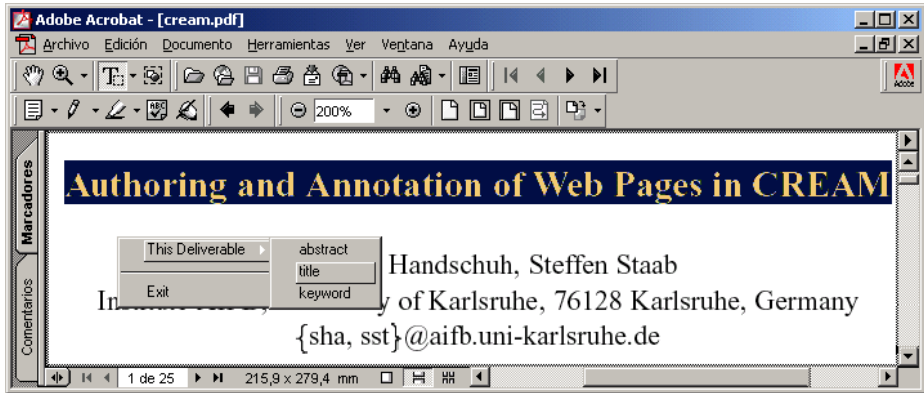 Adobe Acrobat - [cream.pdf]
Archivo Edición Documento Herramientas Ver Ventana Ayuda
Adobe
200%
Marcadores
Comentarios
Authoring and Annotation of Web Pages in CREAM
This Deliverable
Exit
abstract
title
keyword
Handschuh, Steffen Staab
y of Karlsruhe, 76128 Karlsruhe, Germany
{sha, sst}@aifb.uni-karlsruhe.de
1 de 25 215,9 x 279,4 mm